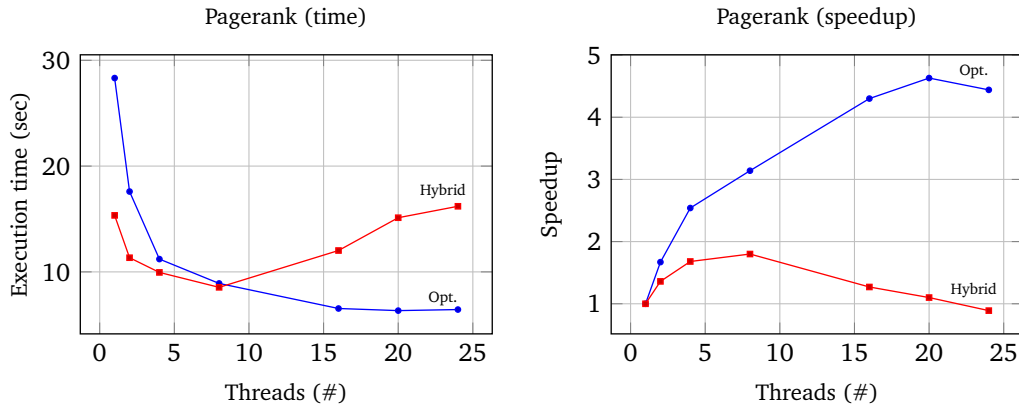 Pagerank (time)
30
20
10
Execution time (sec)
Hybrid
Opt.
0 5 10 15 20 25
Threads (#)
Pagerank (speedup)
5
4
3
2
1
Speedup
Opt.
Hybrid
0 5 10 15 20 25
Threads (#)